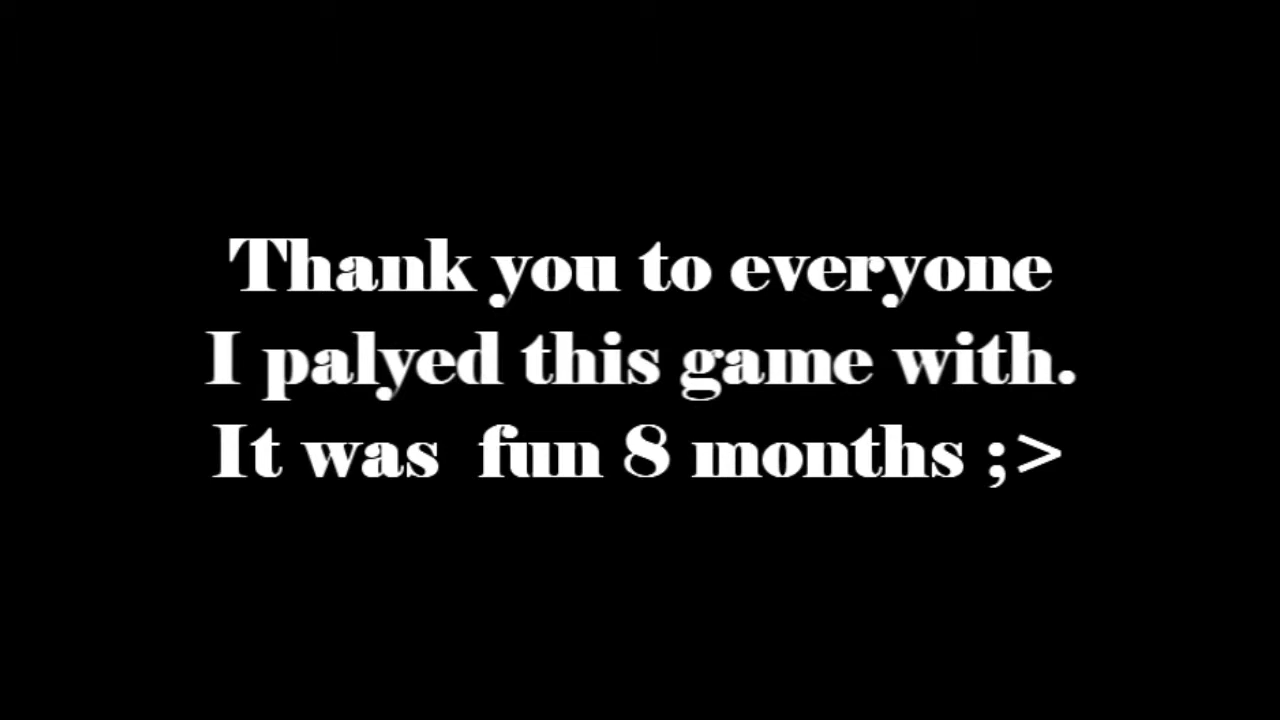 Thank you to everyone
I palyed this game with.
It was  fun 8 months ;>